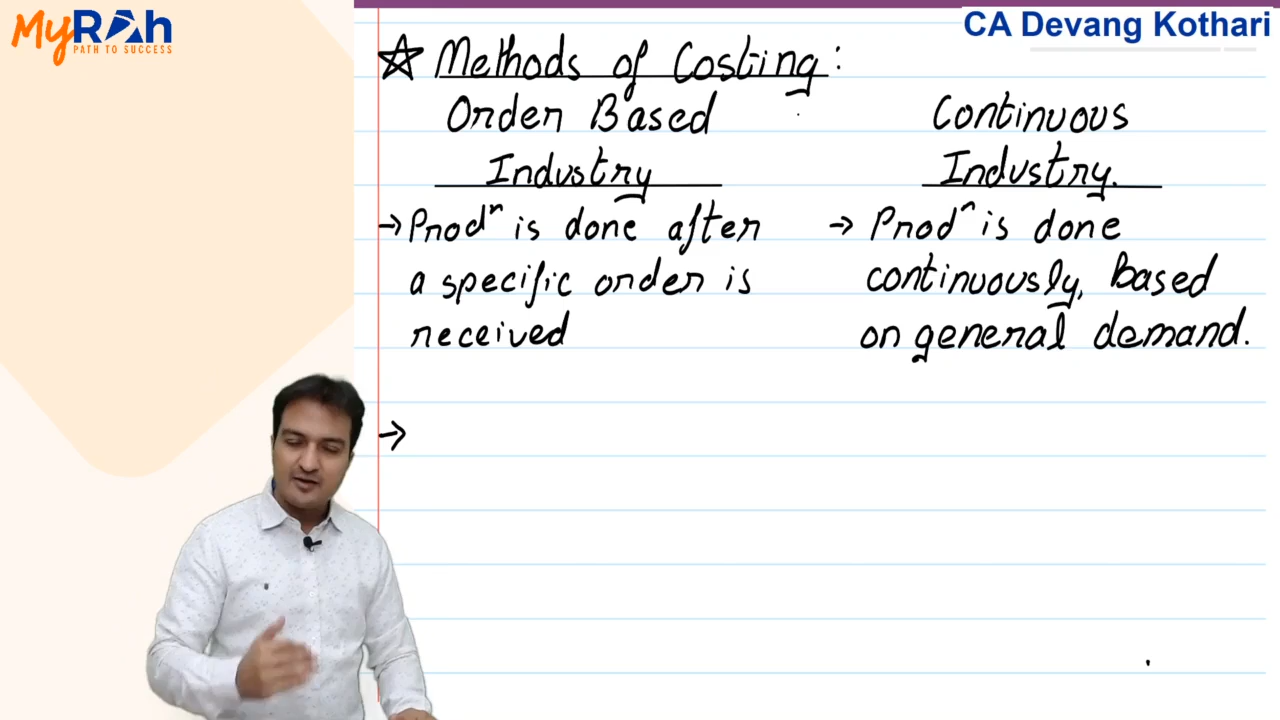 MyRAh
PATH TO SUCCESS
CA Devang Kothari
☆ Methods of Costing :
Order Based
Industry
→ Prodⁿ is done after
a specific order is
received
→
Continuous
Industry.
→ Prodⁿ is done
continuously, Based
on general demand.